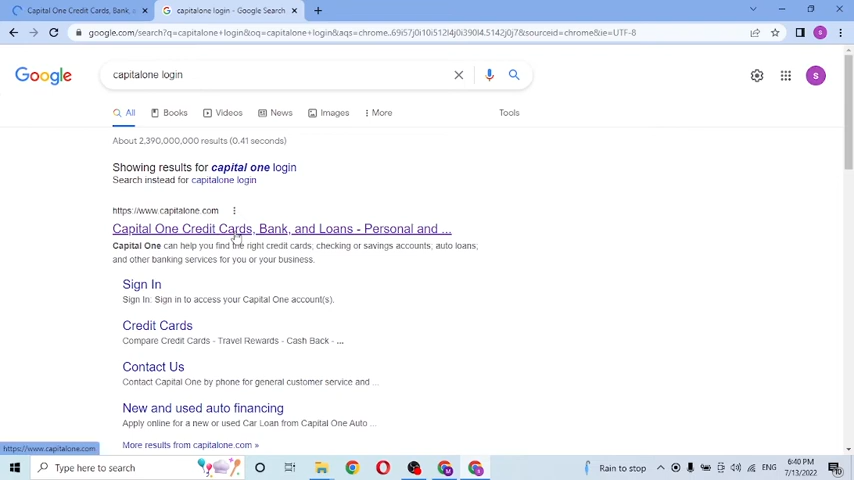 Capital One Credit Cards, Bank, a
capitalone login - Google Search
google.com/search?q=capitalone+login&oq=capitalone+login&aqs=chrome..69i57j0i10i512l4j0i390l4.5142j0j7&sourceid=chrome&ie=UTF-8
Google
capitalone login
All Books Videos News Images More Tools
About 2,390,000,000 results (0.41 seconds)
Showing results for capital one login
Search instead for capitalone login
https://www.capitalone.com
Capital One Credit Cards, Bank, and Loans - Personal and ...
Capital One can help you find the right credit cards; checking or savings accounts; auto loans;
and other banking services for you or your business.
Sign In
Sign In: Sign in to access your Capital One account(s).
Credit Cards
Compare Credit Cards - Travel Rewards - Cash Back - ...
Contact Us
Contact Capital One by phone for general customer service and ...
New and used auto financing
Apply online for a new or used Car Loan from Capital One Auto ...
More results from capitalone.com »
https://www.capitalone.com
Type here to search
Rain to stop
ENG
6:40 PM
7/13/2022
10